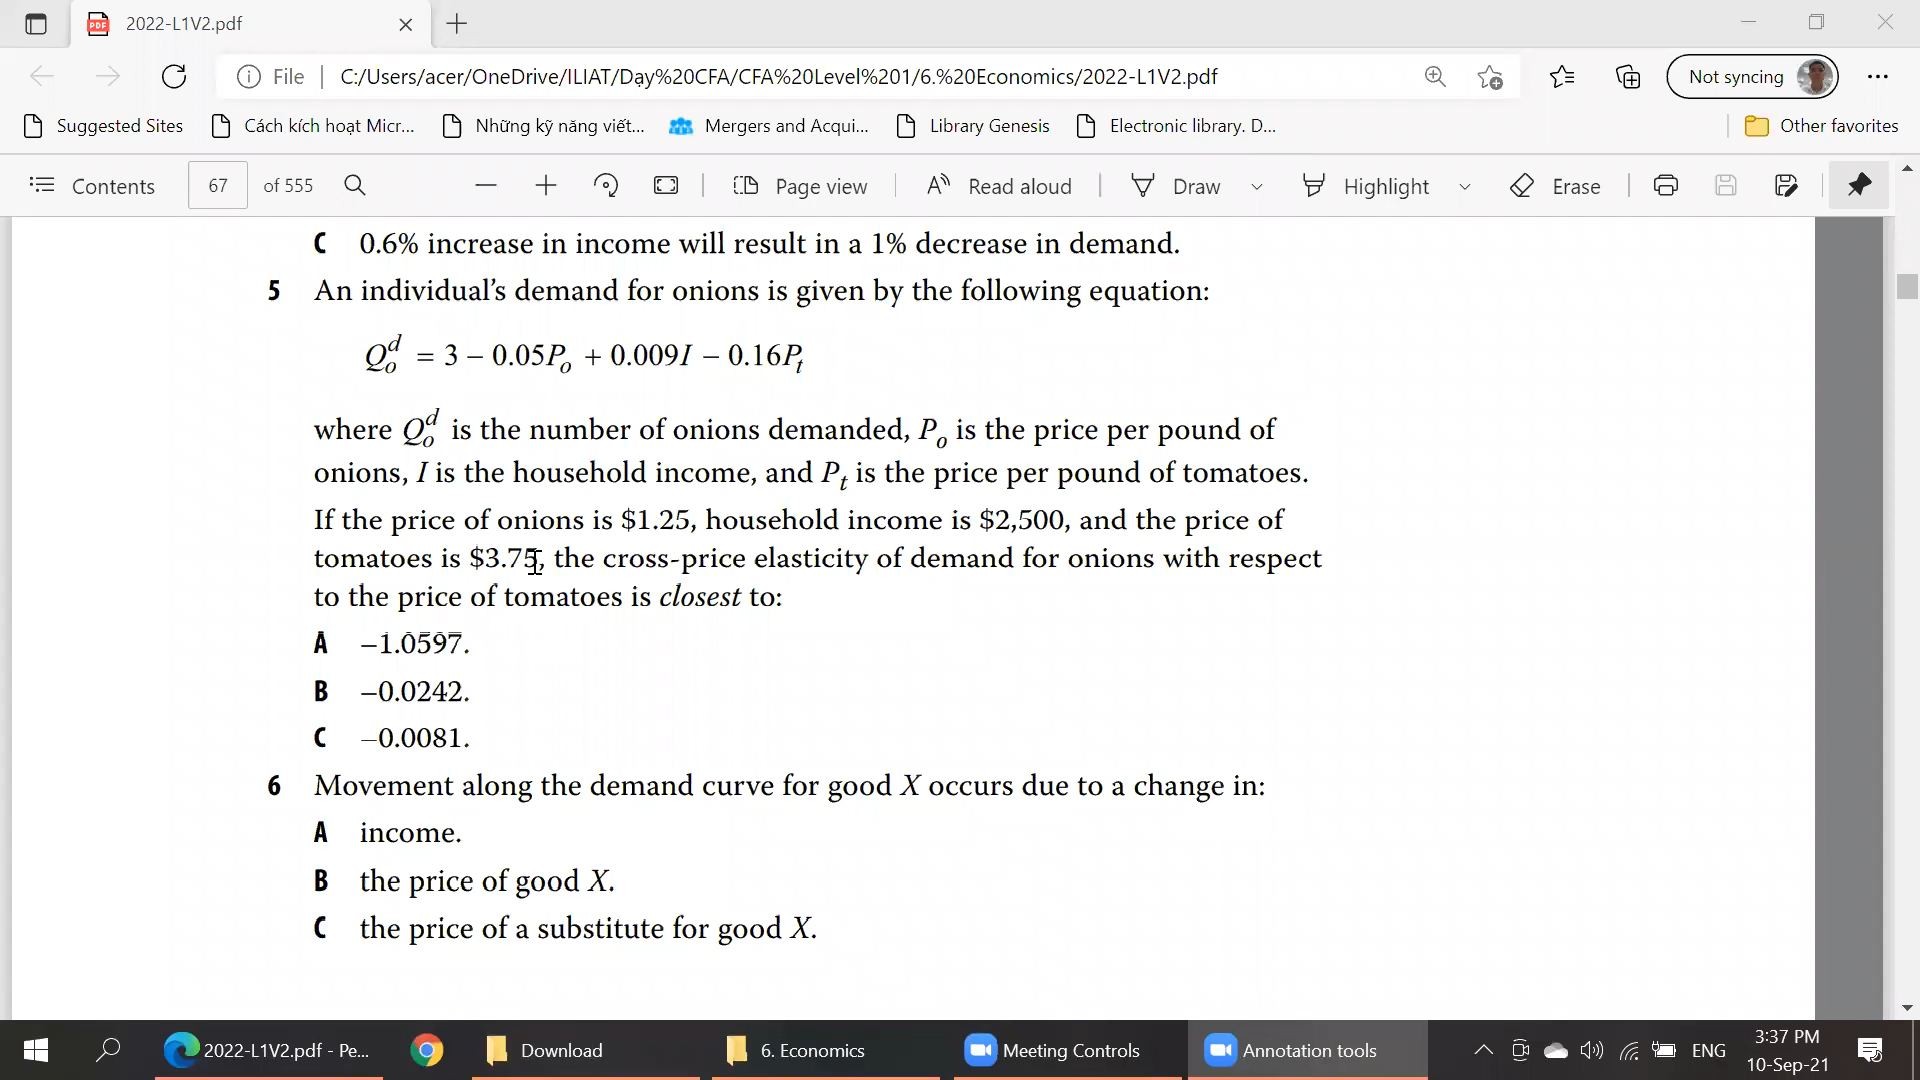 2022-L1V2.pdf
File
C:/Users/acer/OneDrive/ILIAT/Dạy%20CFA/CFA%20Level%201/6.%20Economics/2022-L1V2.pdf
Not syncing
Suggested Sites
Cách kích hoạt Micr...
Những kỹ năng viết...
Mergers and Acqui...
Library Genesis
Electronic library. D...
Other favorites
Contents
67 of 555
Page view
Read aloud
Draw
Highlight
Erase
C 0.6% increase in income will result in a 1% decrease in demand.
5 An individual’s demand for onions is given by the following equation:
Q_o^d = 3 – 0.05P_o + 0.009I – 0.16P_t
where Q_o^d is the number of onions demanded, P_o is the price per pound of
onions, I is the household income, and P_t is the price per pound of tomatoes.
If the price of onions is $1.25, household income is $2,500, and the price of
tomatoes is $3.75, the cross-price elasticity of demand for onions with respect
to the price of tomatoes is closest to:
A –1.0597.
B –0.0242.
C –0.0081.
6 Movement along the demand curve for good X occurs due to a change in:
A income.
B the price of good X.
C the price of a substitute for good X.
2022-L1V2.pdf - Pe...
Download
6. Economics
Meeting Controls
Annotation tools
ENG
3:37 PM
10-Sep-21